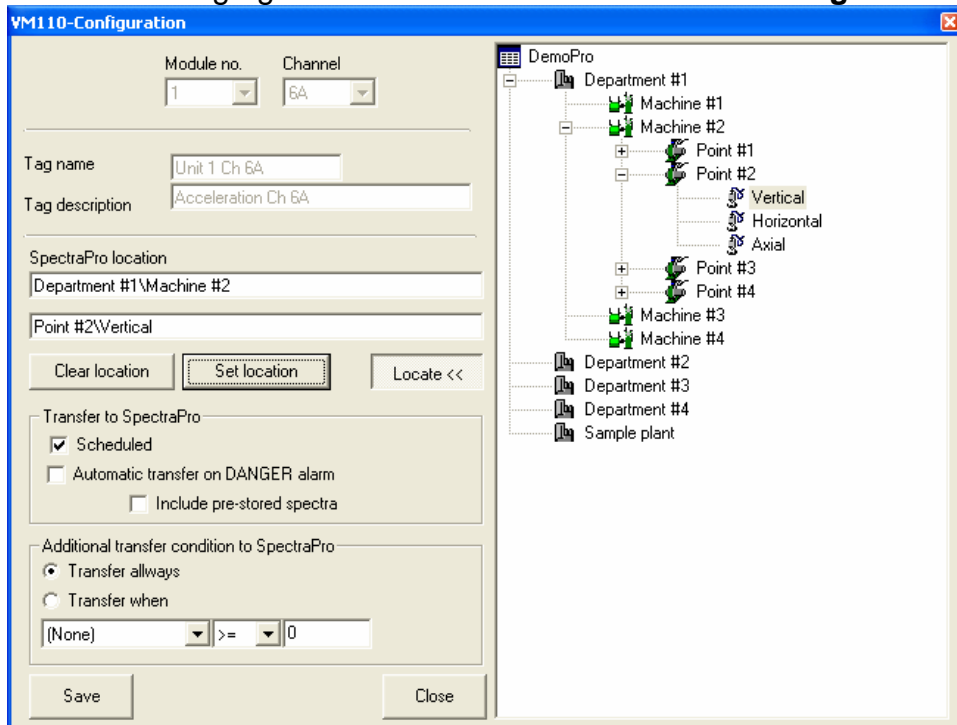 VM110-Configuration
Module no. Channel
1 6A
Tag name Unit 1 Ch 6A
Tag description Acceleration Ch 6A
SpectraPro location
Department #1\Machine #2
Point #2\Vertical
Clear location Set location Locate <<
Transfer to SpectraPro
Scheduled
Automatic transfer on DANGER alarm
Include pre-stored spectra
Additional transfer condition to SpectraPro
Transfer allways
Transfer when
(None) >= 0
Save Close
DemoPro
Department #1
Machine #1
Machine #2
Point #1
Point #2
Vertical
Horizontal
Axial
Point #3
Point #4
Machine #3
Machine #4
Department #2
Department #3
Department #4
Sample plant